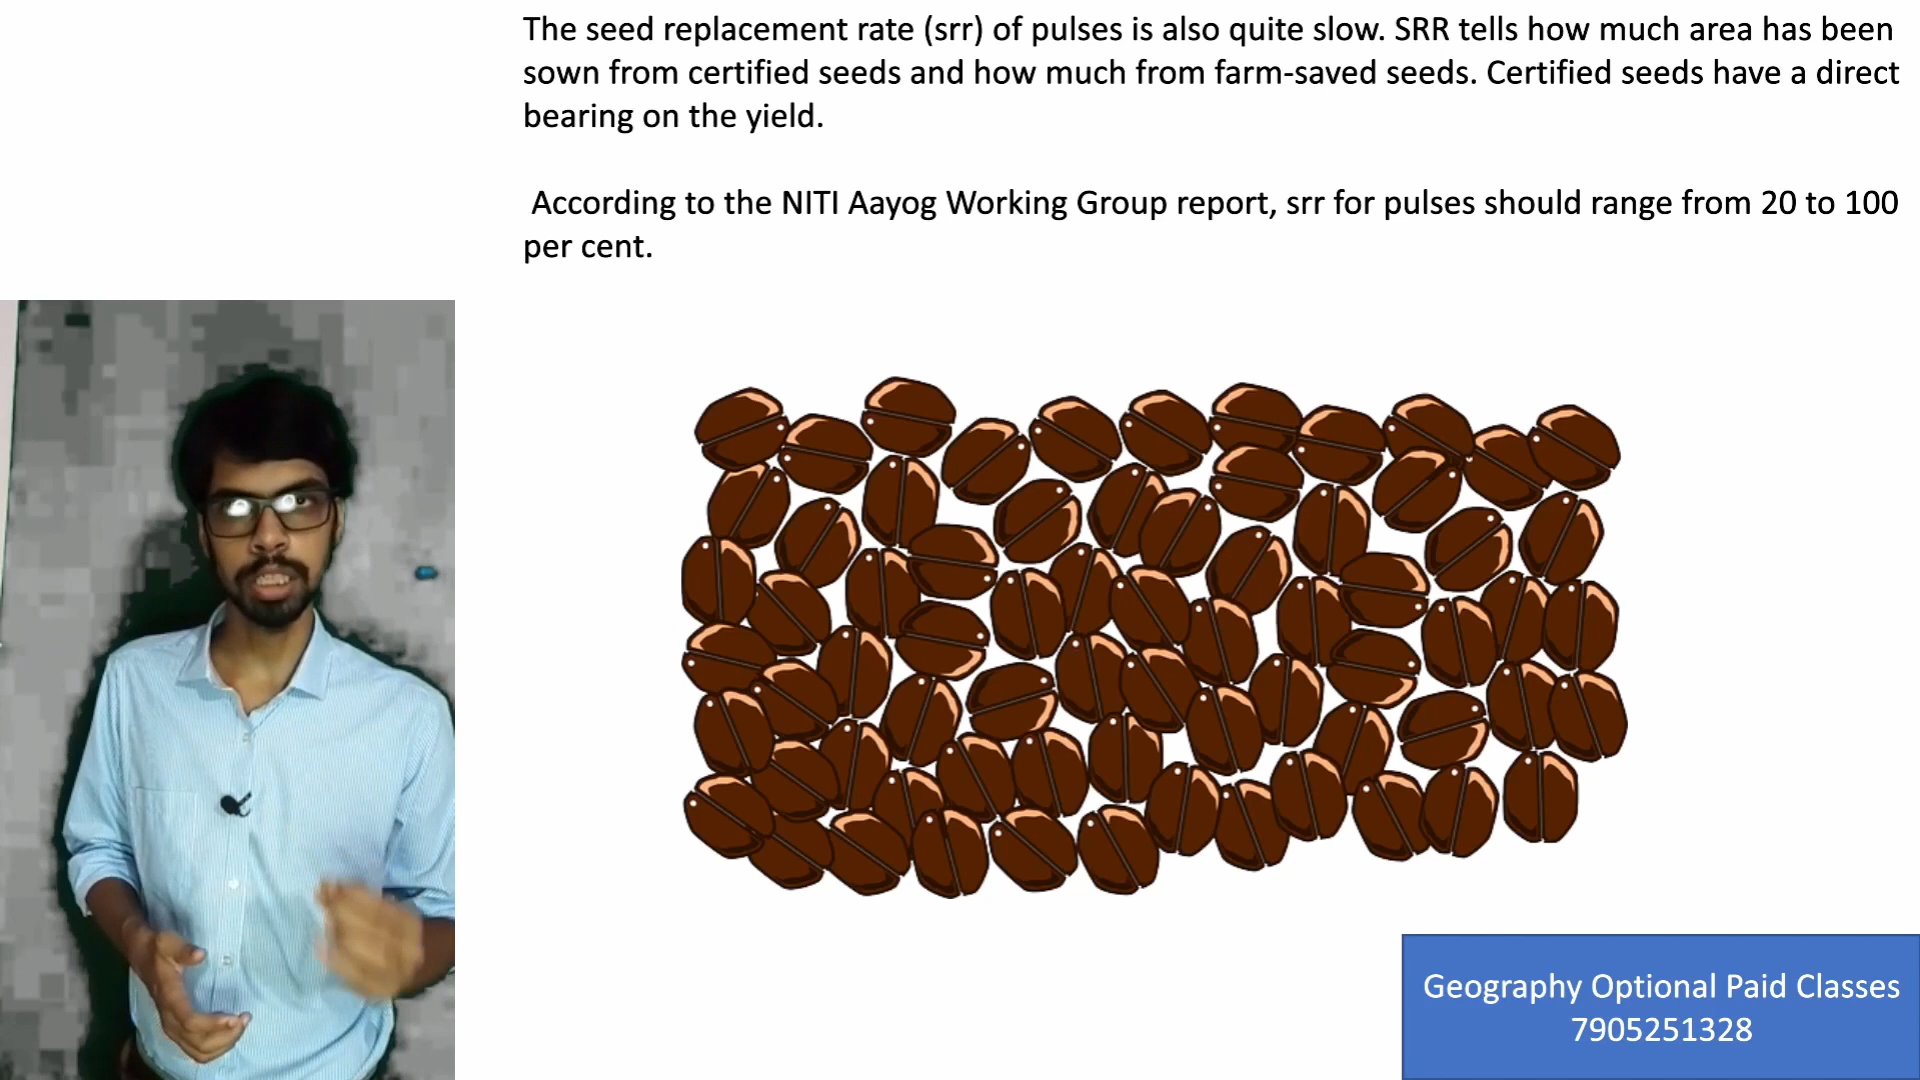 The seed replacement rate (srr) of pulses is also quite slow. SRR tells how much area has been
sown from certified seeds and how much from farm-saved seeds. Certified seeds have a direct
bearing on the yield.
According to the NITI Aayog Working Group report, srr for pulses should range from 20 to 100
per cent.
Geography Optional Paid Classes
7905251328